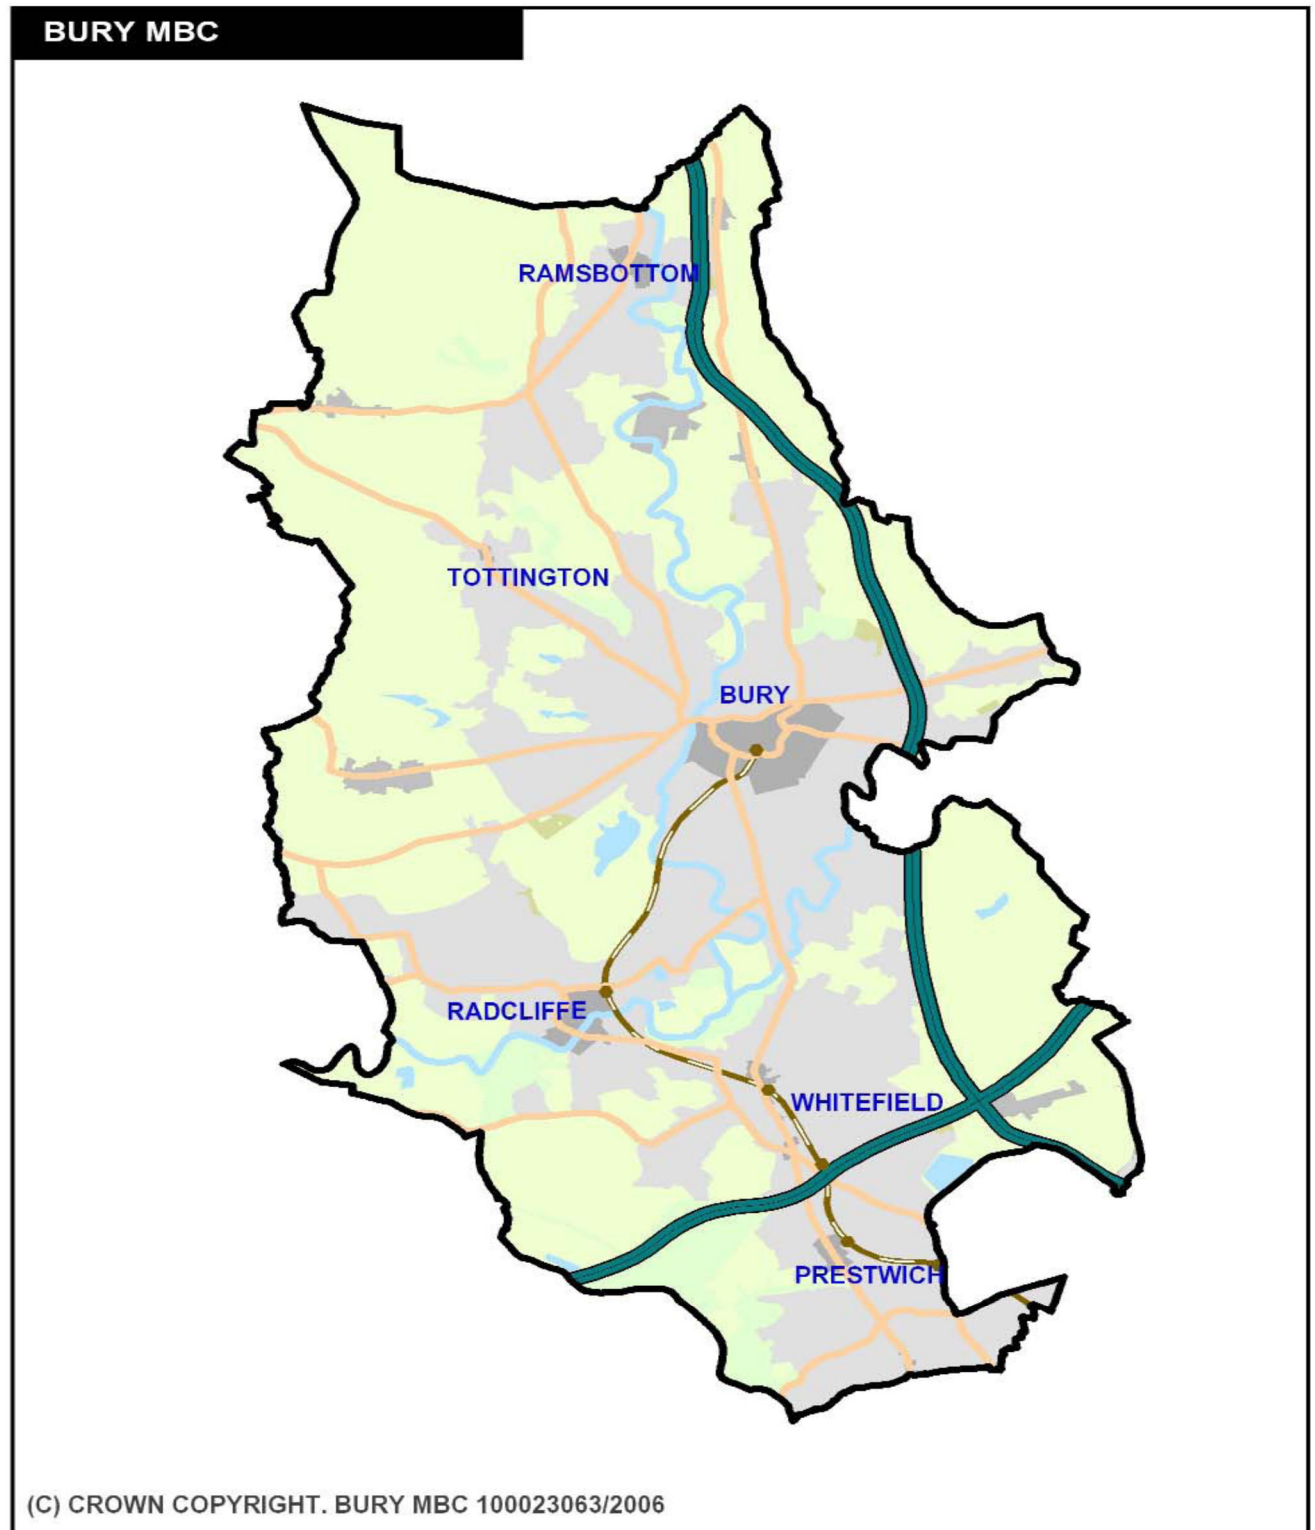 BURY MBC
RAMSBOTTOM
TOTTINGTON
BURY
RADCLIFFE
WHITEFIELD
PRESTWICH
(C) CROWN COPYRIGHT. BURY MBC 100023063/2006